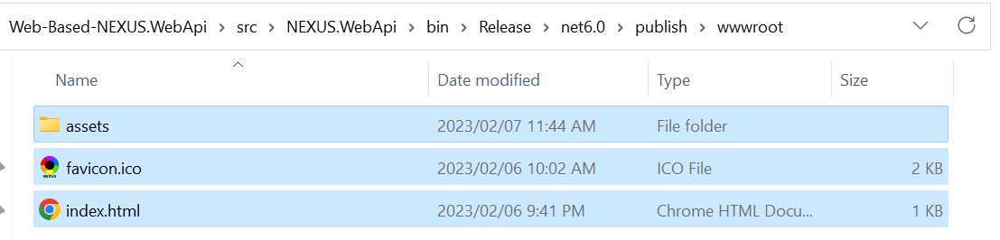 Web-Based-NEXUS.WebApi > src > NEXUS.WebApi > bin > Release > net6.0 > publish > wwwroot
Name Date modified Type Size
assets 2023/02/07 11:44 AM File folder
NEXUS favicon.ico 2023/02/06 10:02 AM ICO File 2 KB
index.html 2023/02/06 9:41 PM Chrome HTML Docu... 1 KB